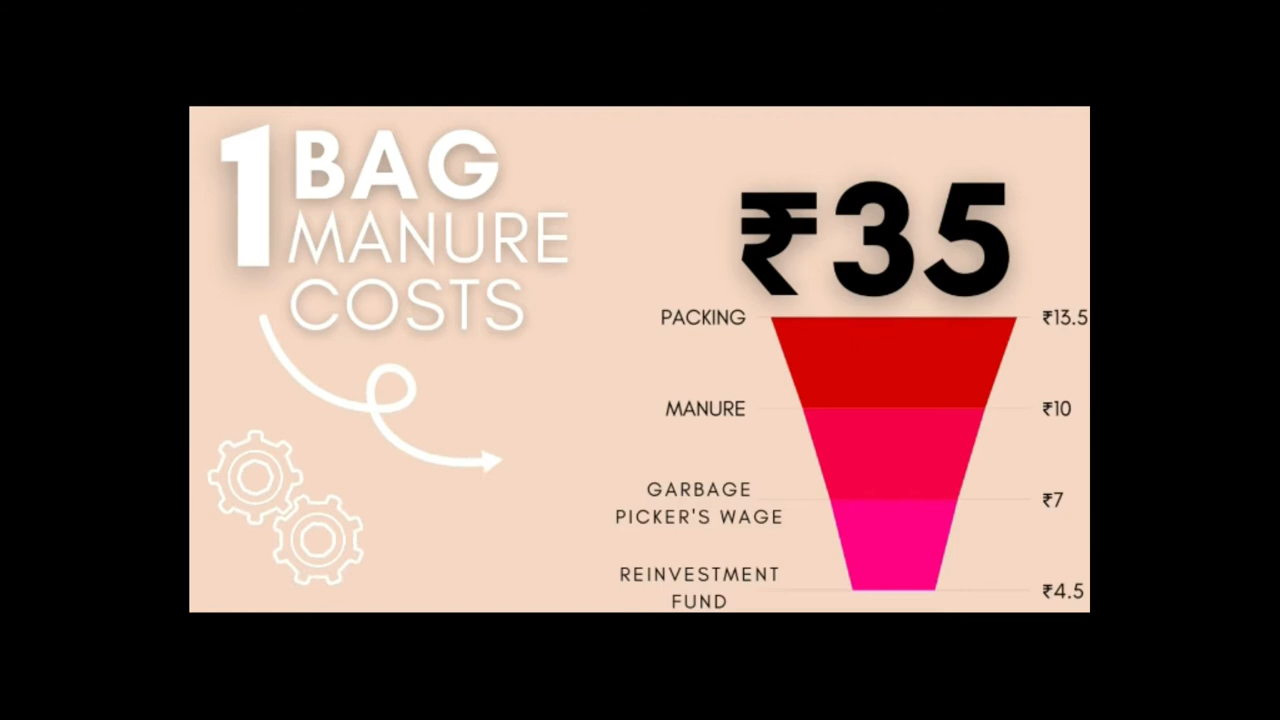 1 BAG
MANURE
COSTS
₹35
PACKING ₹13.5
MANURE ₹10
GARBAGE
PICKER'S WAGE ₹7
REINVESTMENT
FUND ₹4.5